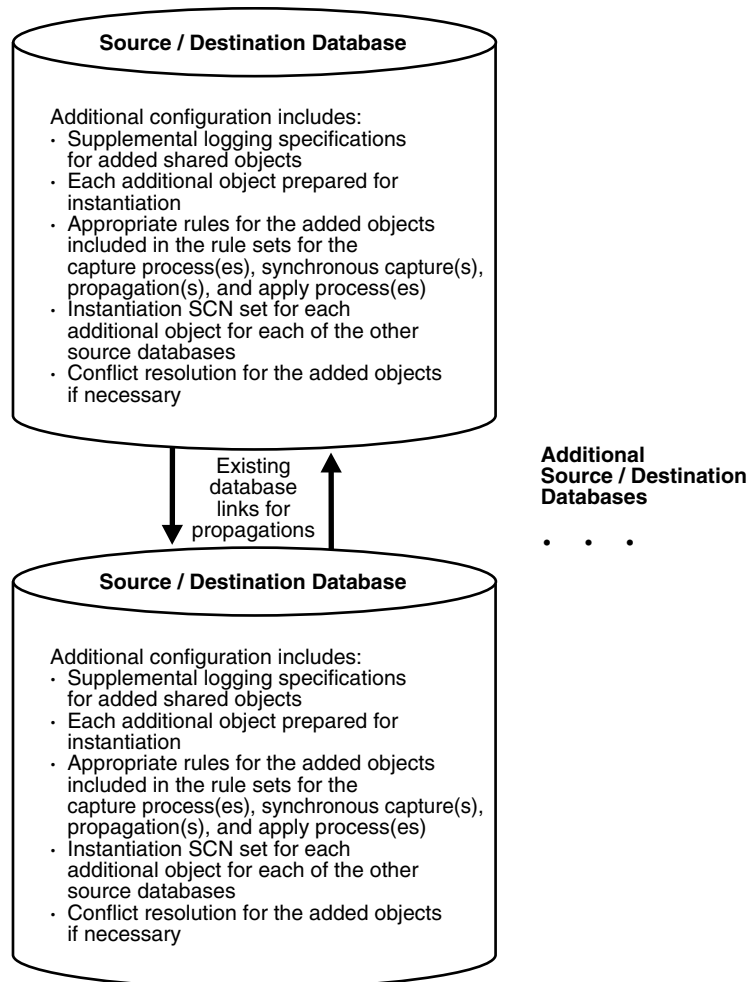 Source / Destination Database
Additional configuration includes:
· Supplemental logging specifications
for added shared objects
· Each additional object prepared for
instantiation
· Appropriate rules for the added objects
included in the rule sets for the
capture process(es), synchronous capture(s),
propagation(s), and apply process(es)
· Instantiation SCN set for each
additional object for each of the other
source databases
· Conflict resolution for the added objects
if necessary
Existing
database
links for
propagations
Additional
Source / Destination
Databases
. . .
Source / Destination Database
Additional configuration includes:
· Supplemental logging specifications
for added shared objects
· Each additional object prepared for
instantiation
· Appropriate rules for the added objects
included in the rule sets for the
capture process(es), synchronous capture(s),
propagation(s), and apply process(es)
· Instantiation SCN set for each
additional object for each of the other
source databases
· Conflict resolution for the added objects
if necessary